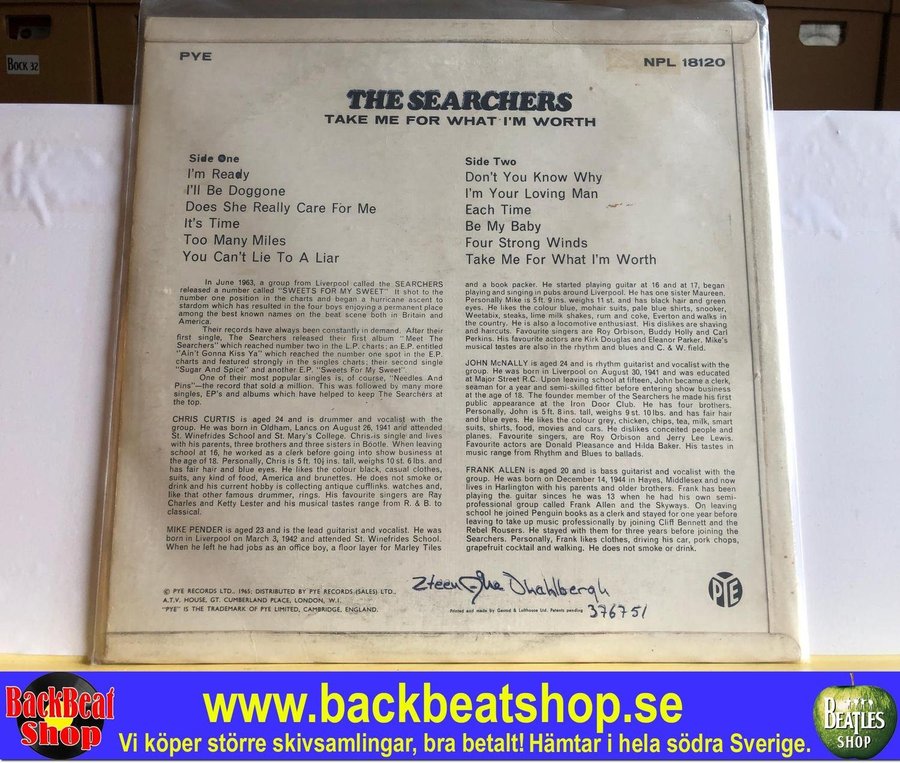 BOCK 32
PYE
NPL 18120
THE SEARCHERS
TAKE ME FOR WHAT I'M WORTH
Side One
I'm Ready
I'll Be Doggone
Does She Really Care For Me
It's Time
Too Many Miles
You Can't Lie To A Liar
Side Two
Don't You Know Why
I'm Your Loving Man
Each Time
Be My Baby
Four Strong Winds
Take Me For What I'm Worth
In June 1963, a group from Liverpool called the SEARCHERS
released a number called "SWEETS FOR MY SWEET" It shot to the
number one position in the charts and began a hurricane ascent to
stardom which has resulted in the four boys enjoying a permanent place
among the best known names on the beat scene both in Britain and
America.
Their records have always been constantly in demand. After their
first single, The Searchers released their first album "Meet The
Searchers" which reached number two in the L.P. charts; an E.P. entitled
"Ain't Gonna Kiss Ya" which reached the number one spot in the E.P.
charts and featured strongly in the singles charts; their second single
"Sugar And Spice" and another E.P. "Sweets For My Sweet".
One of their most popular singles is, of course, "Needles And
Pins"—the record that sold a million. This was followed by many more
singles, EP's and albums which have helped to keep The Searchers at
the top.
CHRIS CURTIS is aged 24 and is drummer and vocalist with the
group. He was born in Oldham, Lancs on August 26, 1941 and attended
St. Winefrides School and St. Mary's College. Chris is single and lives
with his parents, three brothers and three sisters in Bootle. When leaving
school at 16, he worked as a clerk before going into show business at
the age of 18. Personally, Chris is 5 ft. 10½ ins. tall, weighs 10 st. 6 lbs. and
has fair hair and blue eyes. He likes the colour black, casual clothes,
suits, any kind of food, America and brunettes. He does not smoke or
drink and his current hobby is collecting antique cufflinks, watches and,
like that other famous drummer, rings. His favourite singers are Ray
Charles and Ketty Lester and his musical tastes range from R. & B. to
classical.
MIKE PENDER is aged 23 and is the lead guitarist and vocalist. He was
born in Liverpool on March 3, 1942 and attended St. Winefrides School.
When he left he had jobs as an office boy, a floor layer for Marley Tiles
and a book packer. He started playing guitar at 16 and at 17, began
playing and singing in pubs around Liverpool. He has one sister Maureen.
Personally Mike is 5 ft. 9 ins. weighs 11 st. and has black hair and green
eyes. He likes the colour blue, mohair suits, pale blue shirts, snooker,
Weetabix, steaks, lime milk shakes, rum and coke, Everton and walks in
the country. He is also a locomotive enthusiast. His dislikes are shaving
and haircuts. Favourite singers are Roy Orbison, Buddy Holly and Carl
Perkins. His favourite actors are Kirk Douglas and Eleanor Parker. Mike's
musical tastes are also in the rhythm and blues and C. & W. field.
JOHN McNALLY is aged 24 and is rhythm guitarist and vocalist with the
group. He was born in Liverpool on August 30, 1941 and was educated
at Major Street R.C. Upon leaving school at fifteen, John became a clerk,
seaman for a year and semi-skilled fitter before entering show business
at the age of 18. The founder member of the Searchers he made his first
public appearance at the Iron Door Club. He has four brothers.
Personally, John is 5 ft. 8 ins. tall, weighs 9 st. 10 lbs. and has fair hair
and blue eyes. He likes the colour grey, chicken, chips, tea, milk, smart
suits, shirts, food, movies and cars. He dislikes conceited people and
planes. Favourite singers, are Roy Orbison and Jerry Lee Lewis.
Favourite actors are Donald Pleasance and Hilda Baker. His tastes in
music range from Rhythm and Blues to ballads.
FRANK ALLEN is aged 20 and is bass guitarist and vocalist with the
group. He was born on December 14, 1944 in Hayes, Middlesex and now
lives in Harlington with his parents and older brothers. Frank has been
playing the guitar sinces he was 13 when he had his own semi-
professional group called Frank Allen and the Skyways. On leaving
school he joined Penguin books as a clerk and stayed for one year before
leaving to take up music professionally by joining Cliff Bennett and the
Rebel Rousers. He stayed with them for three years before joining the
Searchers. Personally, Frank likes clothes, driving his car, pork chops,
grapefruit cocktail and walking. He does not smoke or drink.
© PYE RECORDS LTD., 1965; DISTRIBUTED BY PYE RECORDS (SALES) LTD.,
A.T.V. HOUSE, GT. CUMBERLAND PLACE, LONDON, W.1.
"PYE" IS THE TRADEMARK OF PYE LIMITED, CAMBRIDGE, ENGLAND.
Printed and made by Garrod & Lofthouse Ltd. Patents pending
376751
PYE
BackBeat
Shop
www.backbeatshop.se
Vi köper större skivsamlingar, bra betalt! Hämtar i hela södra Sverige.
BEATLES
SHOP